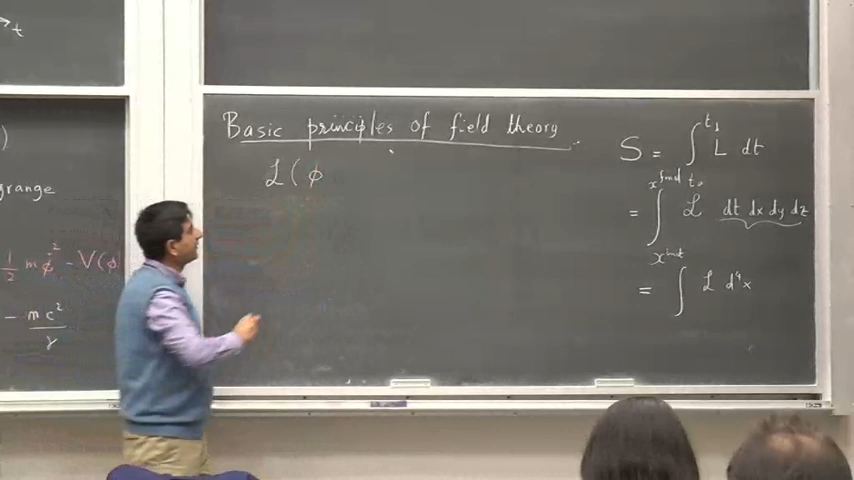 →t
)
grange
½ m φ̇² - V(φ)
- mc²/γ
Basic principles of field theory
ℒ(φ
S = ∫_{t₀}^{t₁} L dt
= ∫_{x^{init}}^{x^{final}} ℒ dt dx dy dz
= ∫ ℒ d⁴x